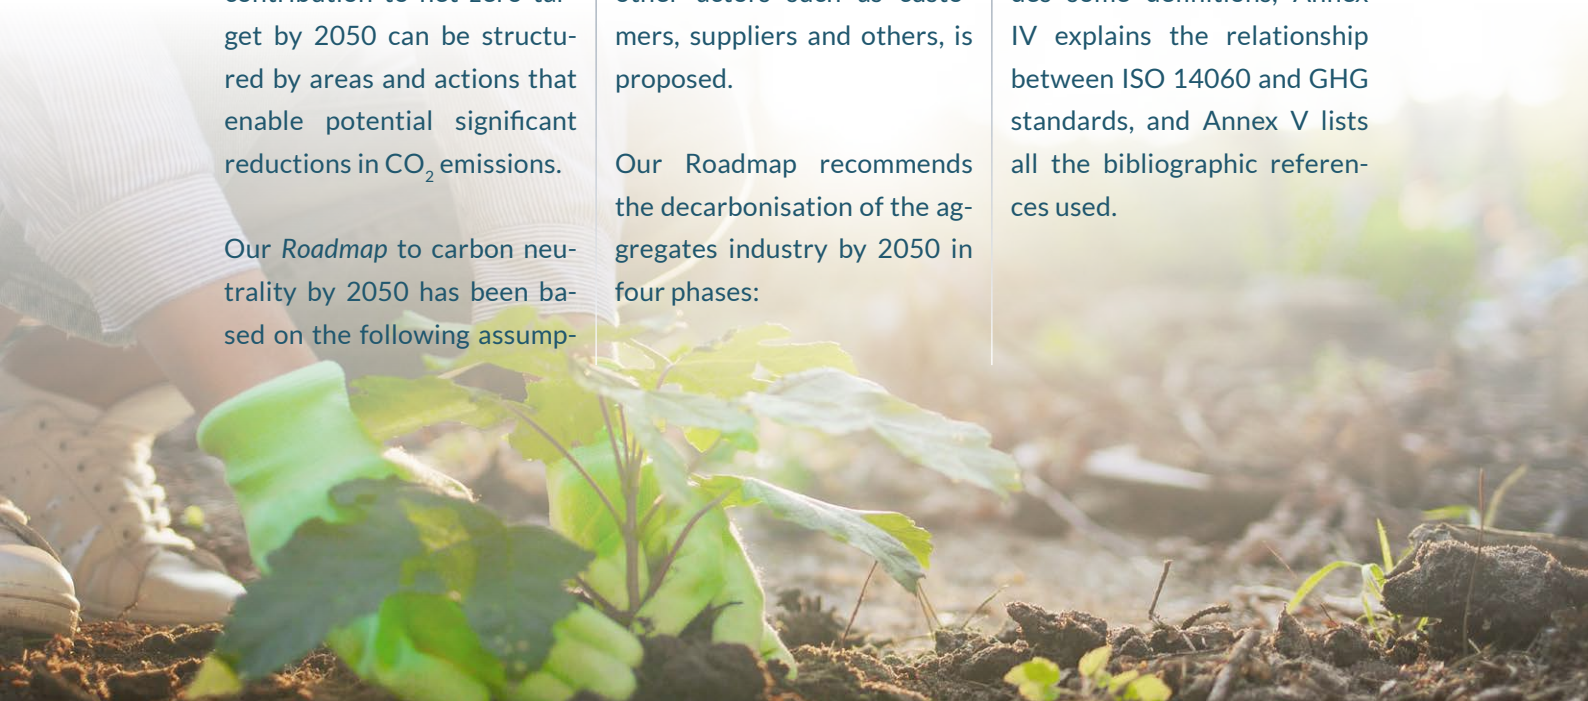 get by 2050 can be structu-
red by areas and actions that
enable potential significant
reductions in CO₂ emissions.
Our Roadmap to carbon neu-
trality by 2050 has been ba-
sed on the following assump-
mers, suppliers and others, is
proposed.
Our Roadmap recommends
the decarbonisation of the ag-
gregates industry by 2050 in
four phases:
IV explains the relationship
between ISO 14060 and GHG
standards, and Annex V lists
all the bibliographic referen-
ces used.